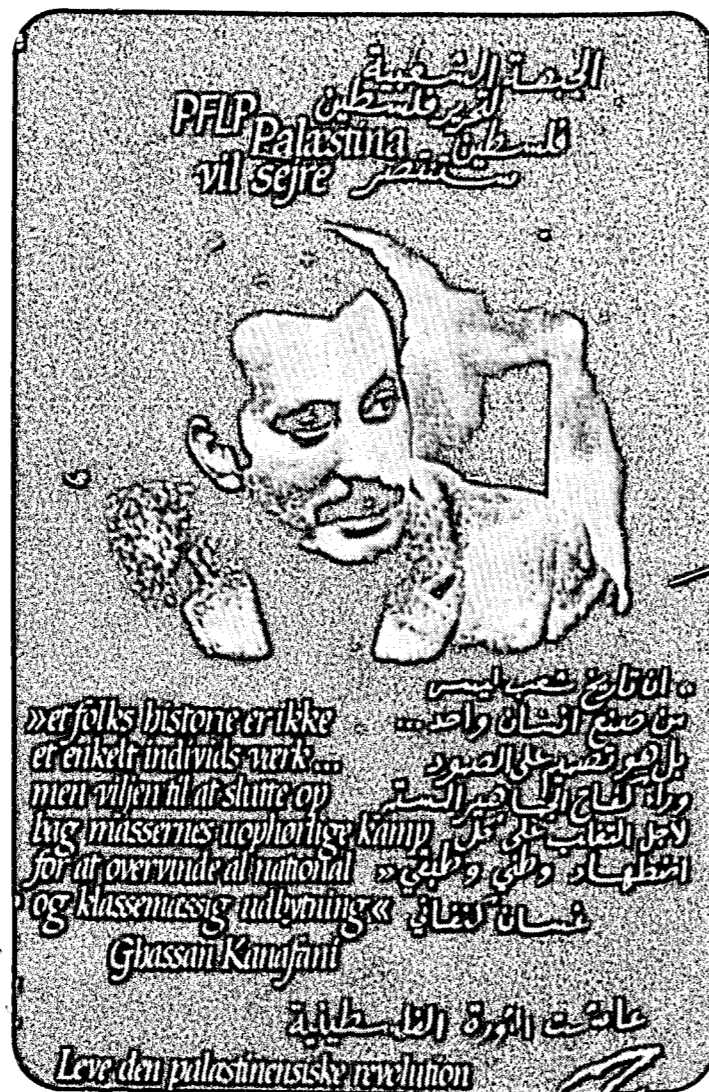 الجبهة الشعبية
لتحرير فلسطين
PFLP
Palæstina
فلسطين
vil sejre
ستنتصر
»et folks historie er ikke
et enkelt individs værk...
men viljen til at slutte op
bag massernes uophørlige kamp
for at overvinde al national
og klassemæssig udbytning«
Ghassan Kanafani
» ان تاريخ شعب ليس
من صنع انسان واحد ...
بل هو على الصمود
وراء كفاح الجماهير المستمر
لاجل التغلب على كل
اضطهاد وطني وطبقي «
غسان كنفاني
عاشت الثورة الفلسطينية
Leve den palæstinensiske revolution